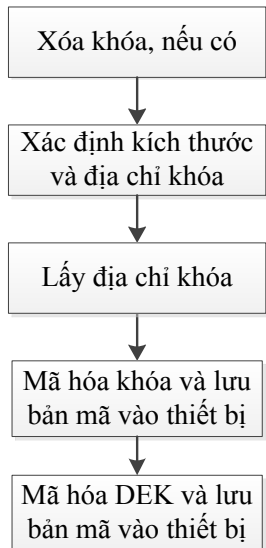 Xóa khóa, nếu có
Xác định kích thước
và địa chỉ khóa
Lấy địa chỉ khóa
Mã hóa khóa và lưu
bản mã vào thiết bị
Mã hóa DEK và lưu
bản mã vào thiết bị